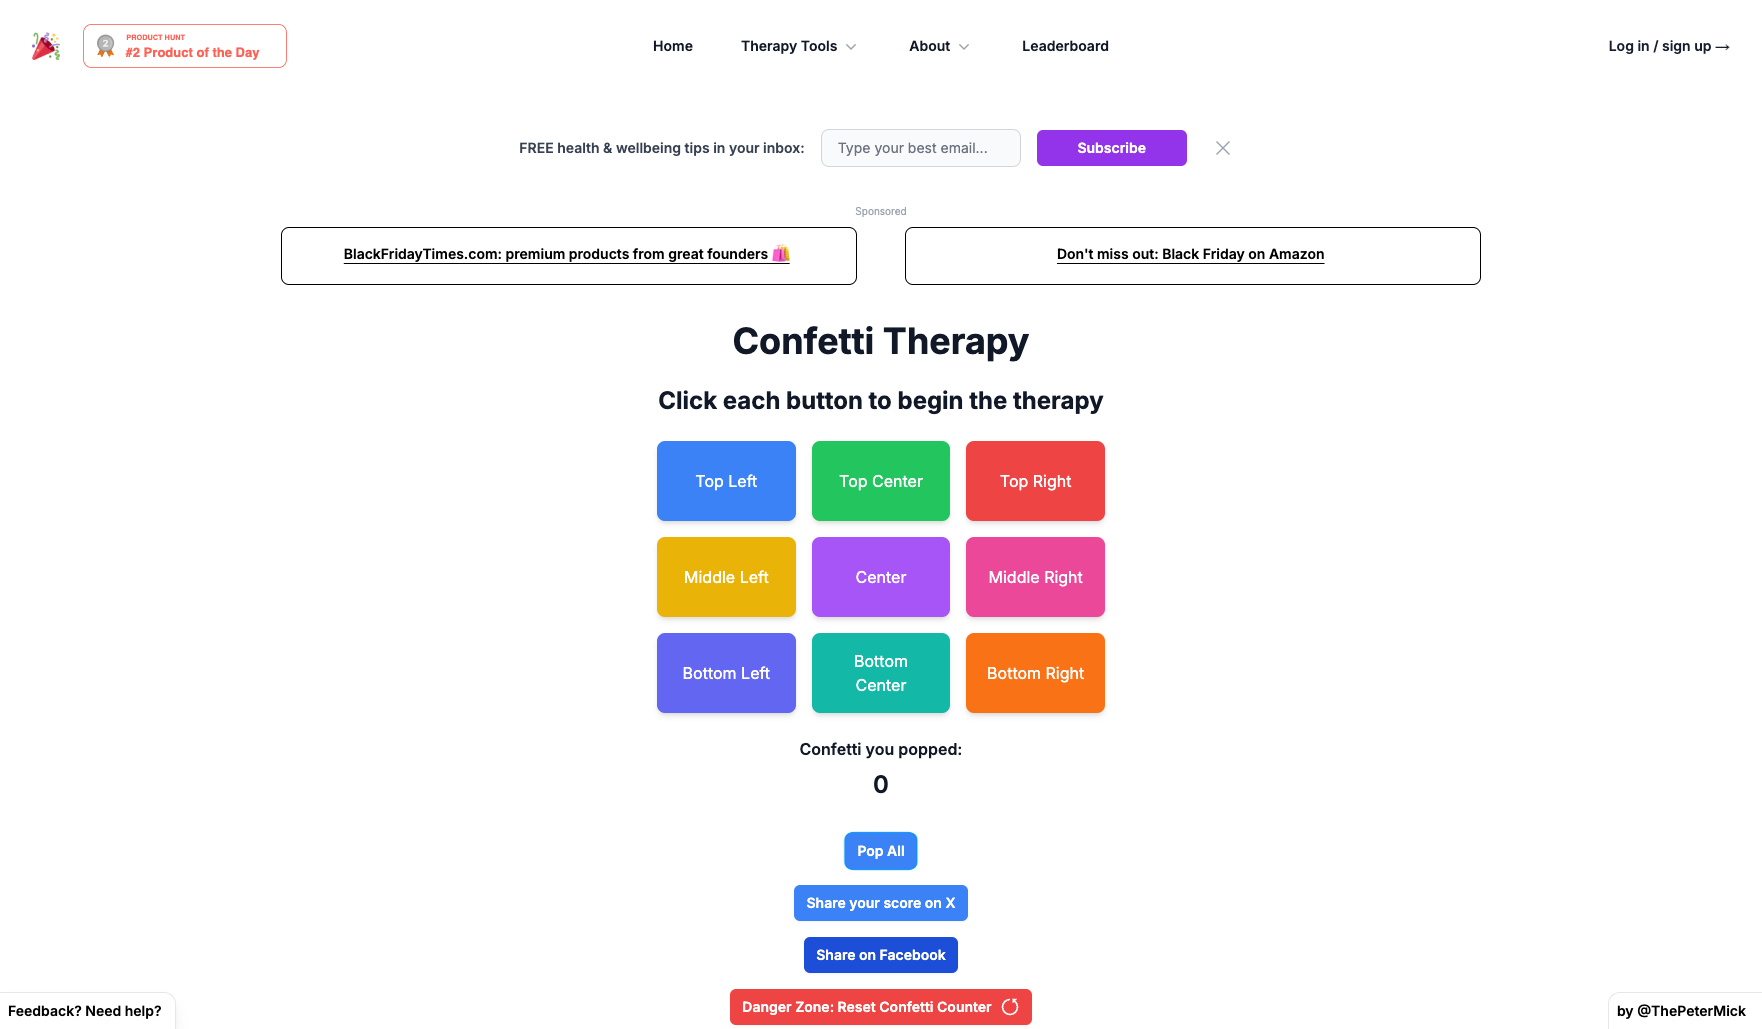 2
PRODUCT HUNT
#2 Product of the Day
Home
Therapy Tools
About
Leaderboard
Log in / sign up →
FREE health & wellbeing tips in your inbox:
Type your best email...
Subscribe
Sponsored
BlackFridayTimes.com: premium products from great founders 🛍️
Don't miss out: Black Friday on Amazon
Confetti Therapy
Click each button to begin the therapy
Top Left
Top Center
Top Right
Middle Left
Center
Middle Right
Bottom Left
Bottom
Center
Bottom Right
Confetti you popped:
0
Pop All
Share your score on X
Share on Facebook
Danger Zone: Reset Confetti Counter
Feedback? Need help?
by @ThePeterMick